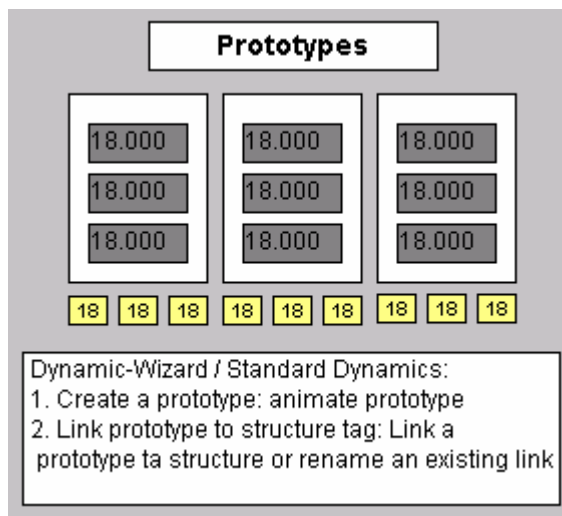 Prototypes
18.000 18.000 18.000
18.000 18.000 18.000
18.000 18.000 18.000
18 18 18 18 18 18 18 18 18
Dynamic-Wizard / Standard Dynamics:
1. Create a prototype: animate prototype
2. Link prototype to structure tag: Link a
prototype ta structure or rename an existing link